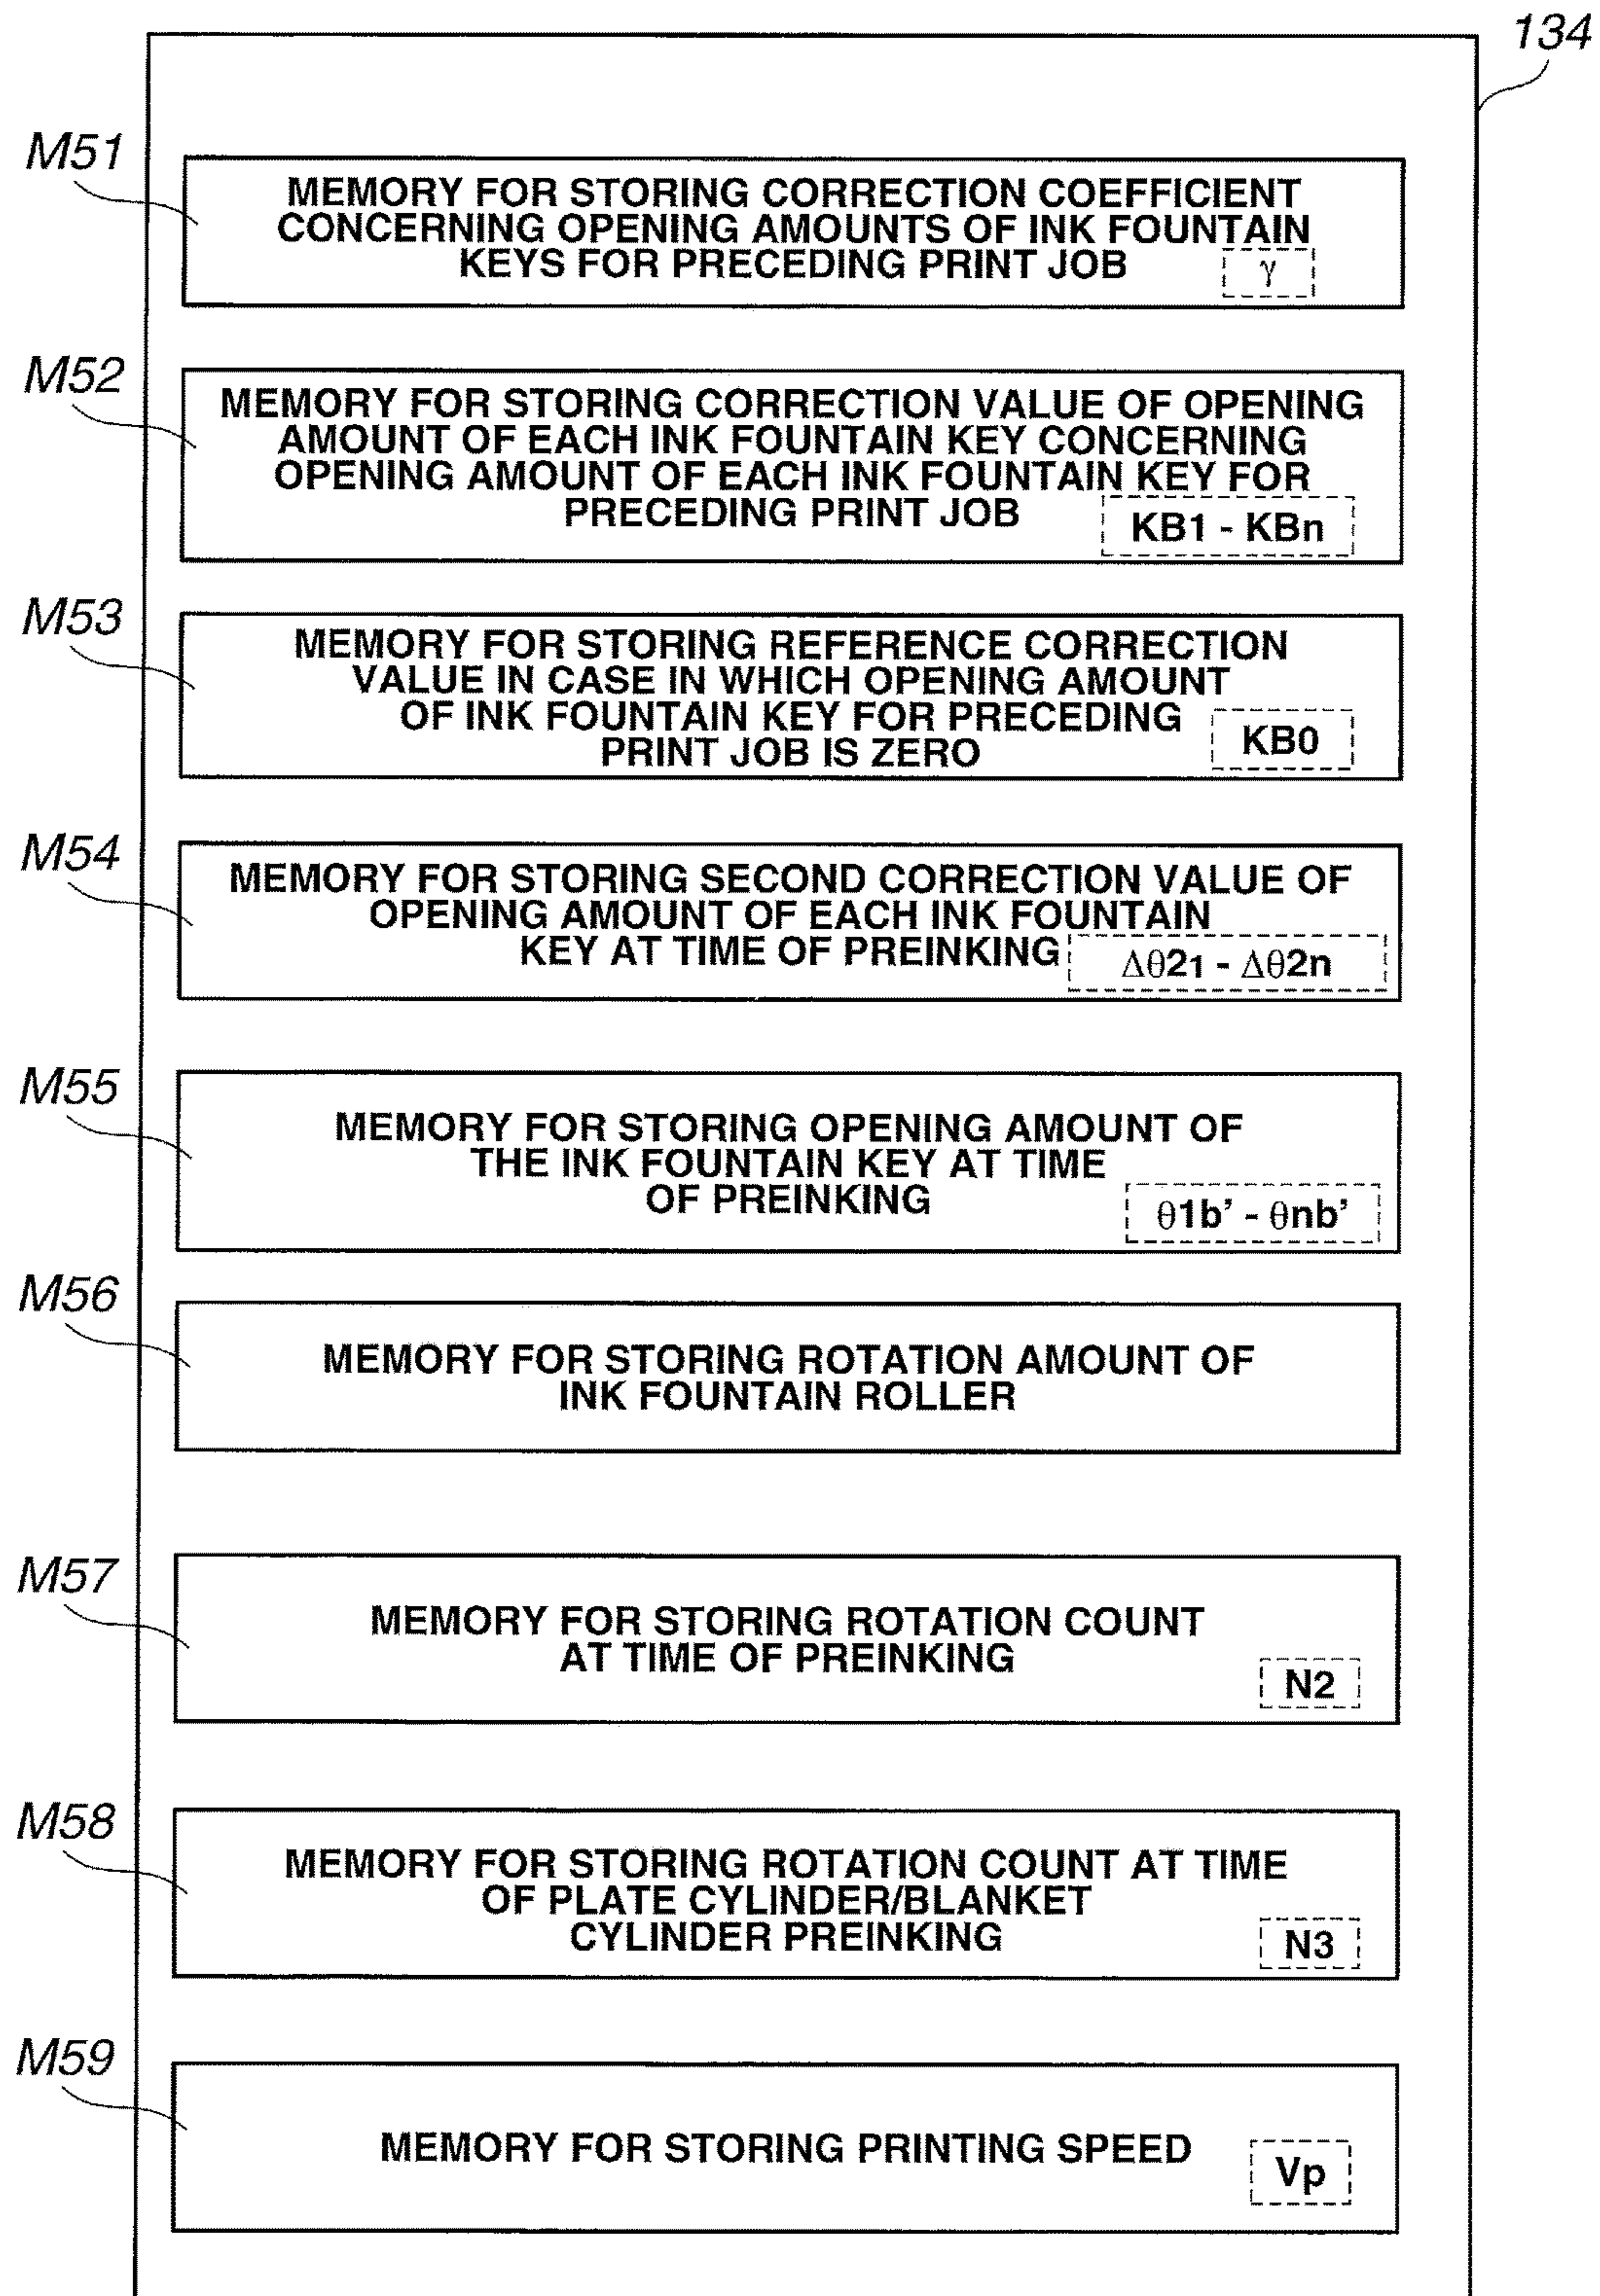 134
M51
MEMORY FOR STORING CORRECTION COEFFICIENT
CONCERNING OPENING AMOUNTS OF INK FOUNTAIN
KEYS FOR PRECEDING PRINT JOB
γ
M52
MEMORY FOR STORING CORRECTION VALUE OF OPENING
AMOUNT OF EACH INK FOUNTAIN KEY CONCERNING
OPENING AMOUNT OF EACH INK FOUNTAIN KEY FOR
PRECEDING PRINT JOB
KB1 - KBn
M53
MEMORY FOR STORING REFERENCE CORRECTION
VALUE IN CASE IN WHICH OPENING AMOUNT
OF INK FOUNTAIN KEY FOR PRECEDING
PRINT JOB IS ZERO
KB0
M54
MEMORY FOR STORING SECOND CORRECTION VALUE OF
OPENING AMOUNT OF EACH INK FOUNTAIN
KEY AT TIME OF PREINKING
Δθ21 - Δθ2n
M55
MEMORY FOR STORING OPENING AMOUNT OF
THE INK FOUNTAIN KEY AT TIME
OF PREINKING
θ1b’ - θnb’
M56
MEMORY FOR STORING ROTATION AMOUNT OF
INK FOUNTAIN ROLLER
M57
MEMORY FOR STORING ROTATION COUNT
AT TIME OF PREINKING
N2
M58
MEMORY FOR STORING ROTATION COUNT AT TIME
OF PLATE CYLINDER/BLANKET
CYLINDER PREINKING
N3
M59
MEMORY FOR STORING PRINTING SPEED
Vp